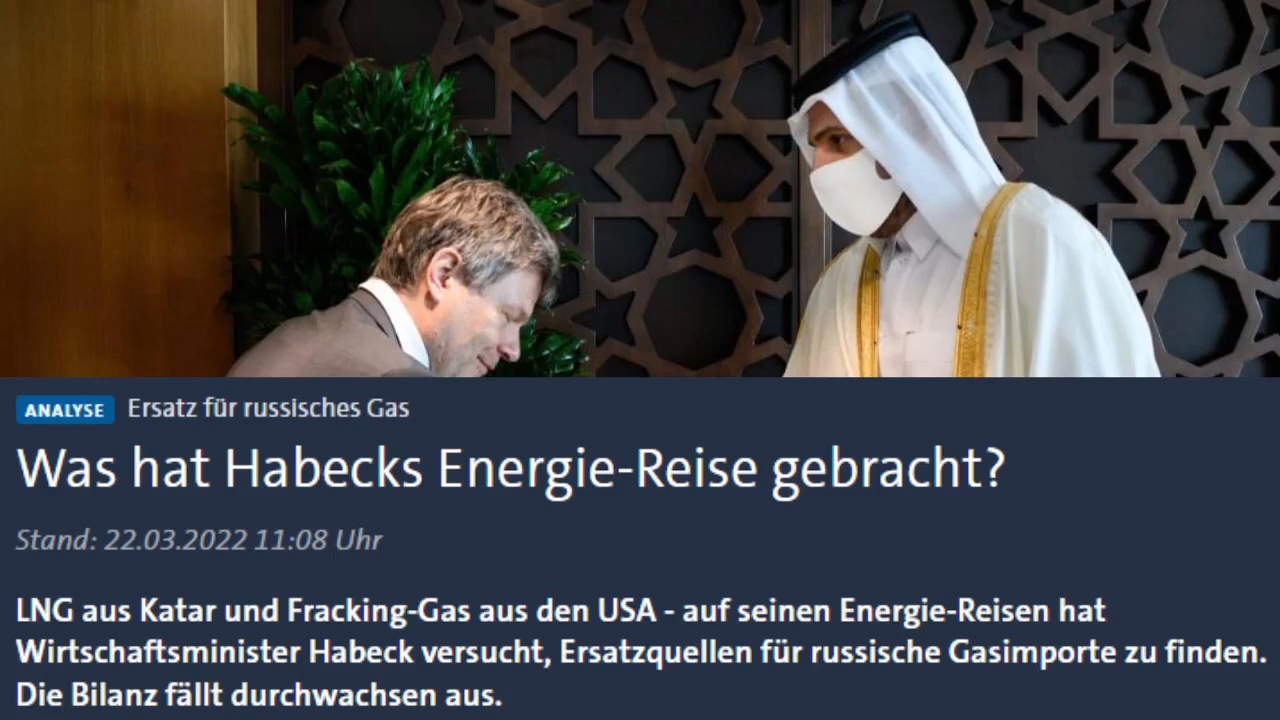 ANALYSE Ersatz für russisches Gas
Was hat Habecks Energie-Reise gebracht?
Stand: 22.03.2022 11:08 Uhr
LNG aus Katar und Fracking-Gas aus den USA - auf seinen Energie-Reisen hat
Wirtschaftsminister Habeck versucht, Ersatzquellen für russische Gasimporte zu finden.
Die Bilanz fällt durchwachsen aus.